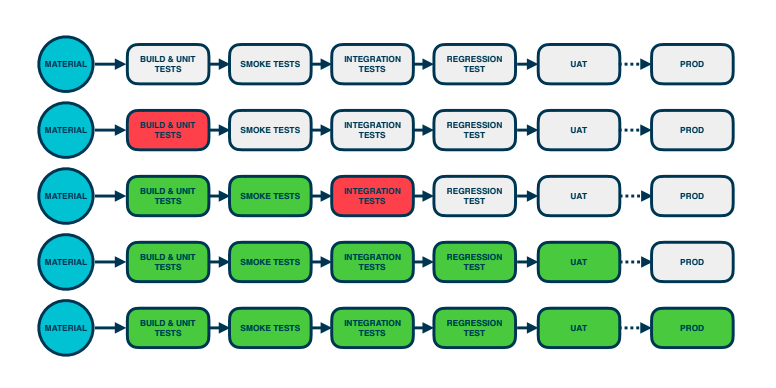 MATERIAL
BUILD & UNIT
TESTS
SMOKE TESTS
INTEGRATION
TESTS
REGRESSION
TEST
UAT
PROD
MATERIAL
BUILD & UNIT
TESTS
SMOKE TESTS
INTEGRATION
TESTS
REGRESSION
TEST
UAT
PROD
MATERIAL
BUILD & UNIT
TESTS
SMOKE TESTS
INTEGRATION
TESTS
REGRESSION
TEST
UAT
PROD
MATERIAL
BUILD & UNIT
TESTS
SMOKE TESTS
INTEGRATION
TESTS
REGRESSION
TEST
UAT
PROD
MATERIAL
BUILD & UNIT
TESTS
SMOKE TESTS
INTEGRATION
TESTS
REGRESSION
TEST
UAT
PROD